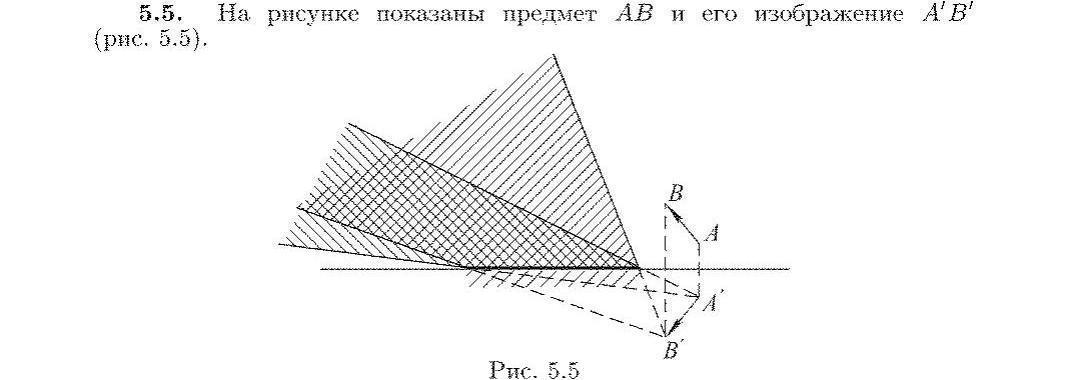 5.5. На рисунке показаны предмет AB и его изображение A′B′
(рис. 5.5).
B
A
A′
B′
Рис. 5.5